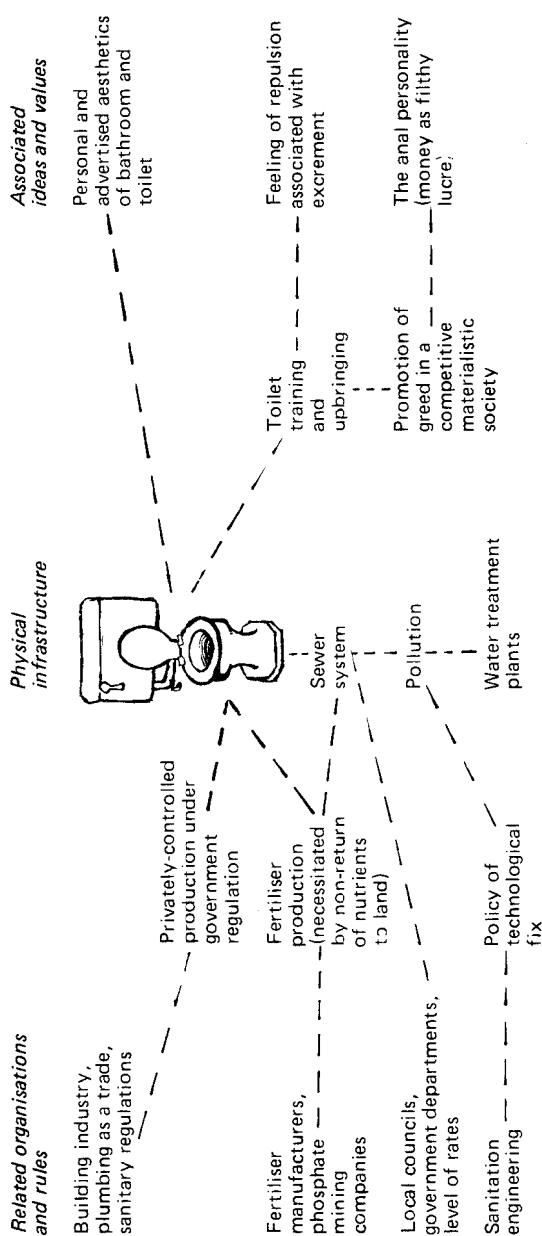 Related organisations
and rules
Physical
infrastructure
Associated
ideas and values
Building industry,
plumbing as a trade,
sanitary regulations
Privately-controlled
production under
government
regulation
Personal and
advertised aesthetics
of bathroom and
toilet
Fertiliser
manufacturers,
phosphate
mining
companies
Fertiliser
production
(necessitated
by non-return
of nutrients
to land)
Sewer
system
Toilet
training
and
upbringing
Feeling of repulsion
associated with
excrement
Local councils,
government departments,
level of rates
Pollution
Promotion of
greed in a
competitive
materialistic
society
The anal personality
(money as filthy
lucre)
Sanitation
engineering
Policy of
technological
fix
Water treatment
plants